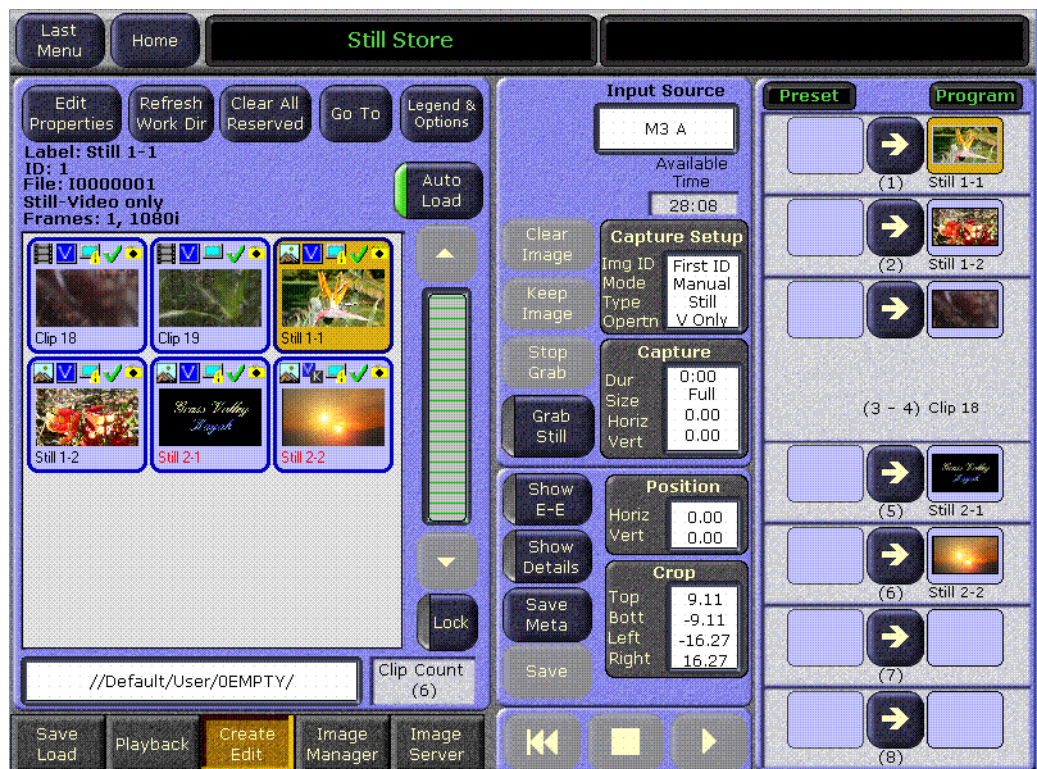 Last
Menu
Home
Still Store
Edit
Properties
Refresh
Work Dir
Clear All
Reserved
Go To
Legend &
Options
Label: Still 1-1
ID: 1
File: I0000001
Still-Video only
Frames: 1, 1080i
Auto
Load
Clip 18
Clip 19
Still 1-1
Still 1-2
Grass Valley
Kayak
Still 2-1
Still 2-2
Lock
//Default/User/0EMPTY/
Clip Count
(6)
Save
Load
Playback
Create
Edit
Image
Manager
Image
Server
Input Source
M3 A
Available
Time
28:08
Clear
Image
Keep
Image
Stop
Grab
Grab
Still
Capture Setup
Img ID First ID
Mode Manual
Type Still
Opertn V Only
Capture
Dur 0:00
Size Full
Horiz 0.00
Vert 0.00
Show
E-E
Show
Details
Save
Meta
Save
Position
Horiz 0.00
Vert 0.00
Crop
Top 9.11
Bott -9.11
Left -16.27
Right 16.27
Preset
Program
(1) Still 1-1
(2) Still 1-2
(3 - 4) Clip 18
Grass Valley
Kayak
(5) Still 2-1
(6) Still 2-2
(7)
(8)